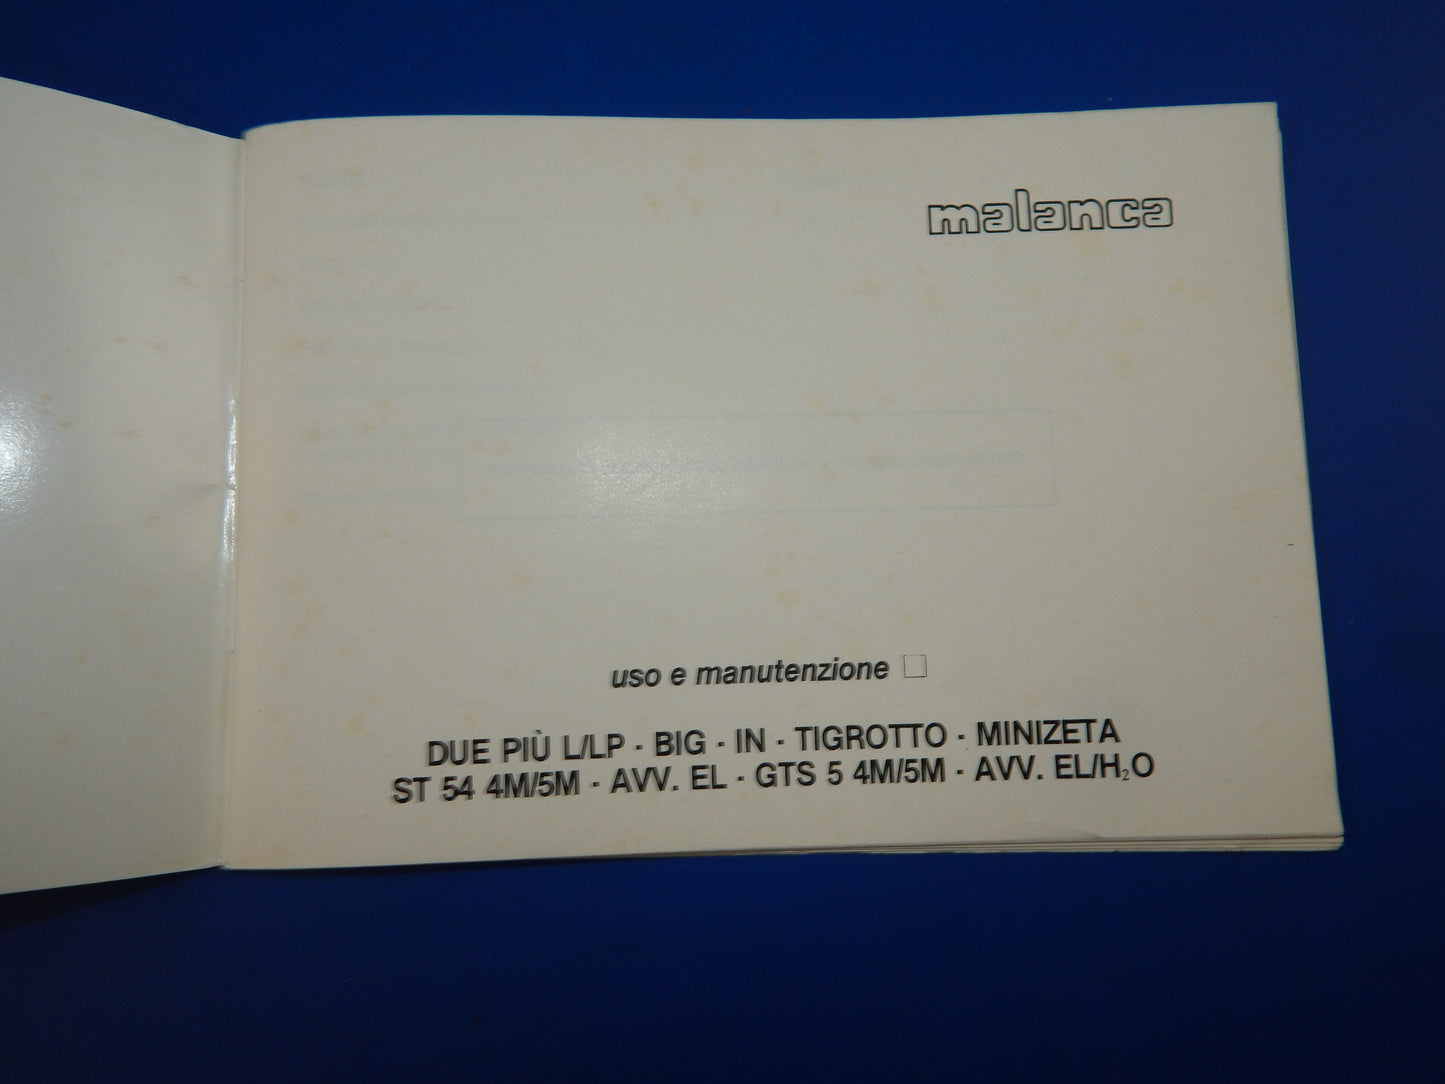 malanca
uso e manutenzione
DUE PIÙ L/LP - BIG - IN - TIGROTTO - MINIZETA
ST 54 4M/5M - AVV. EL - GTS 5 4M/5M - AVV. EL/H₂O